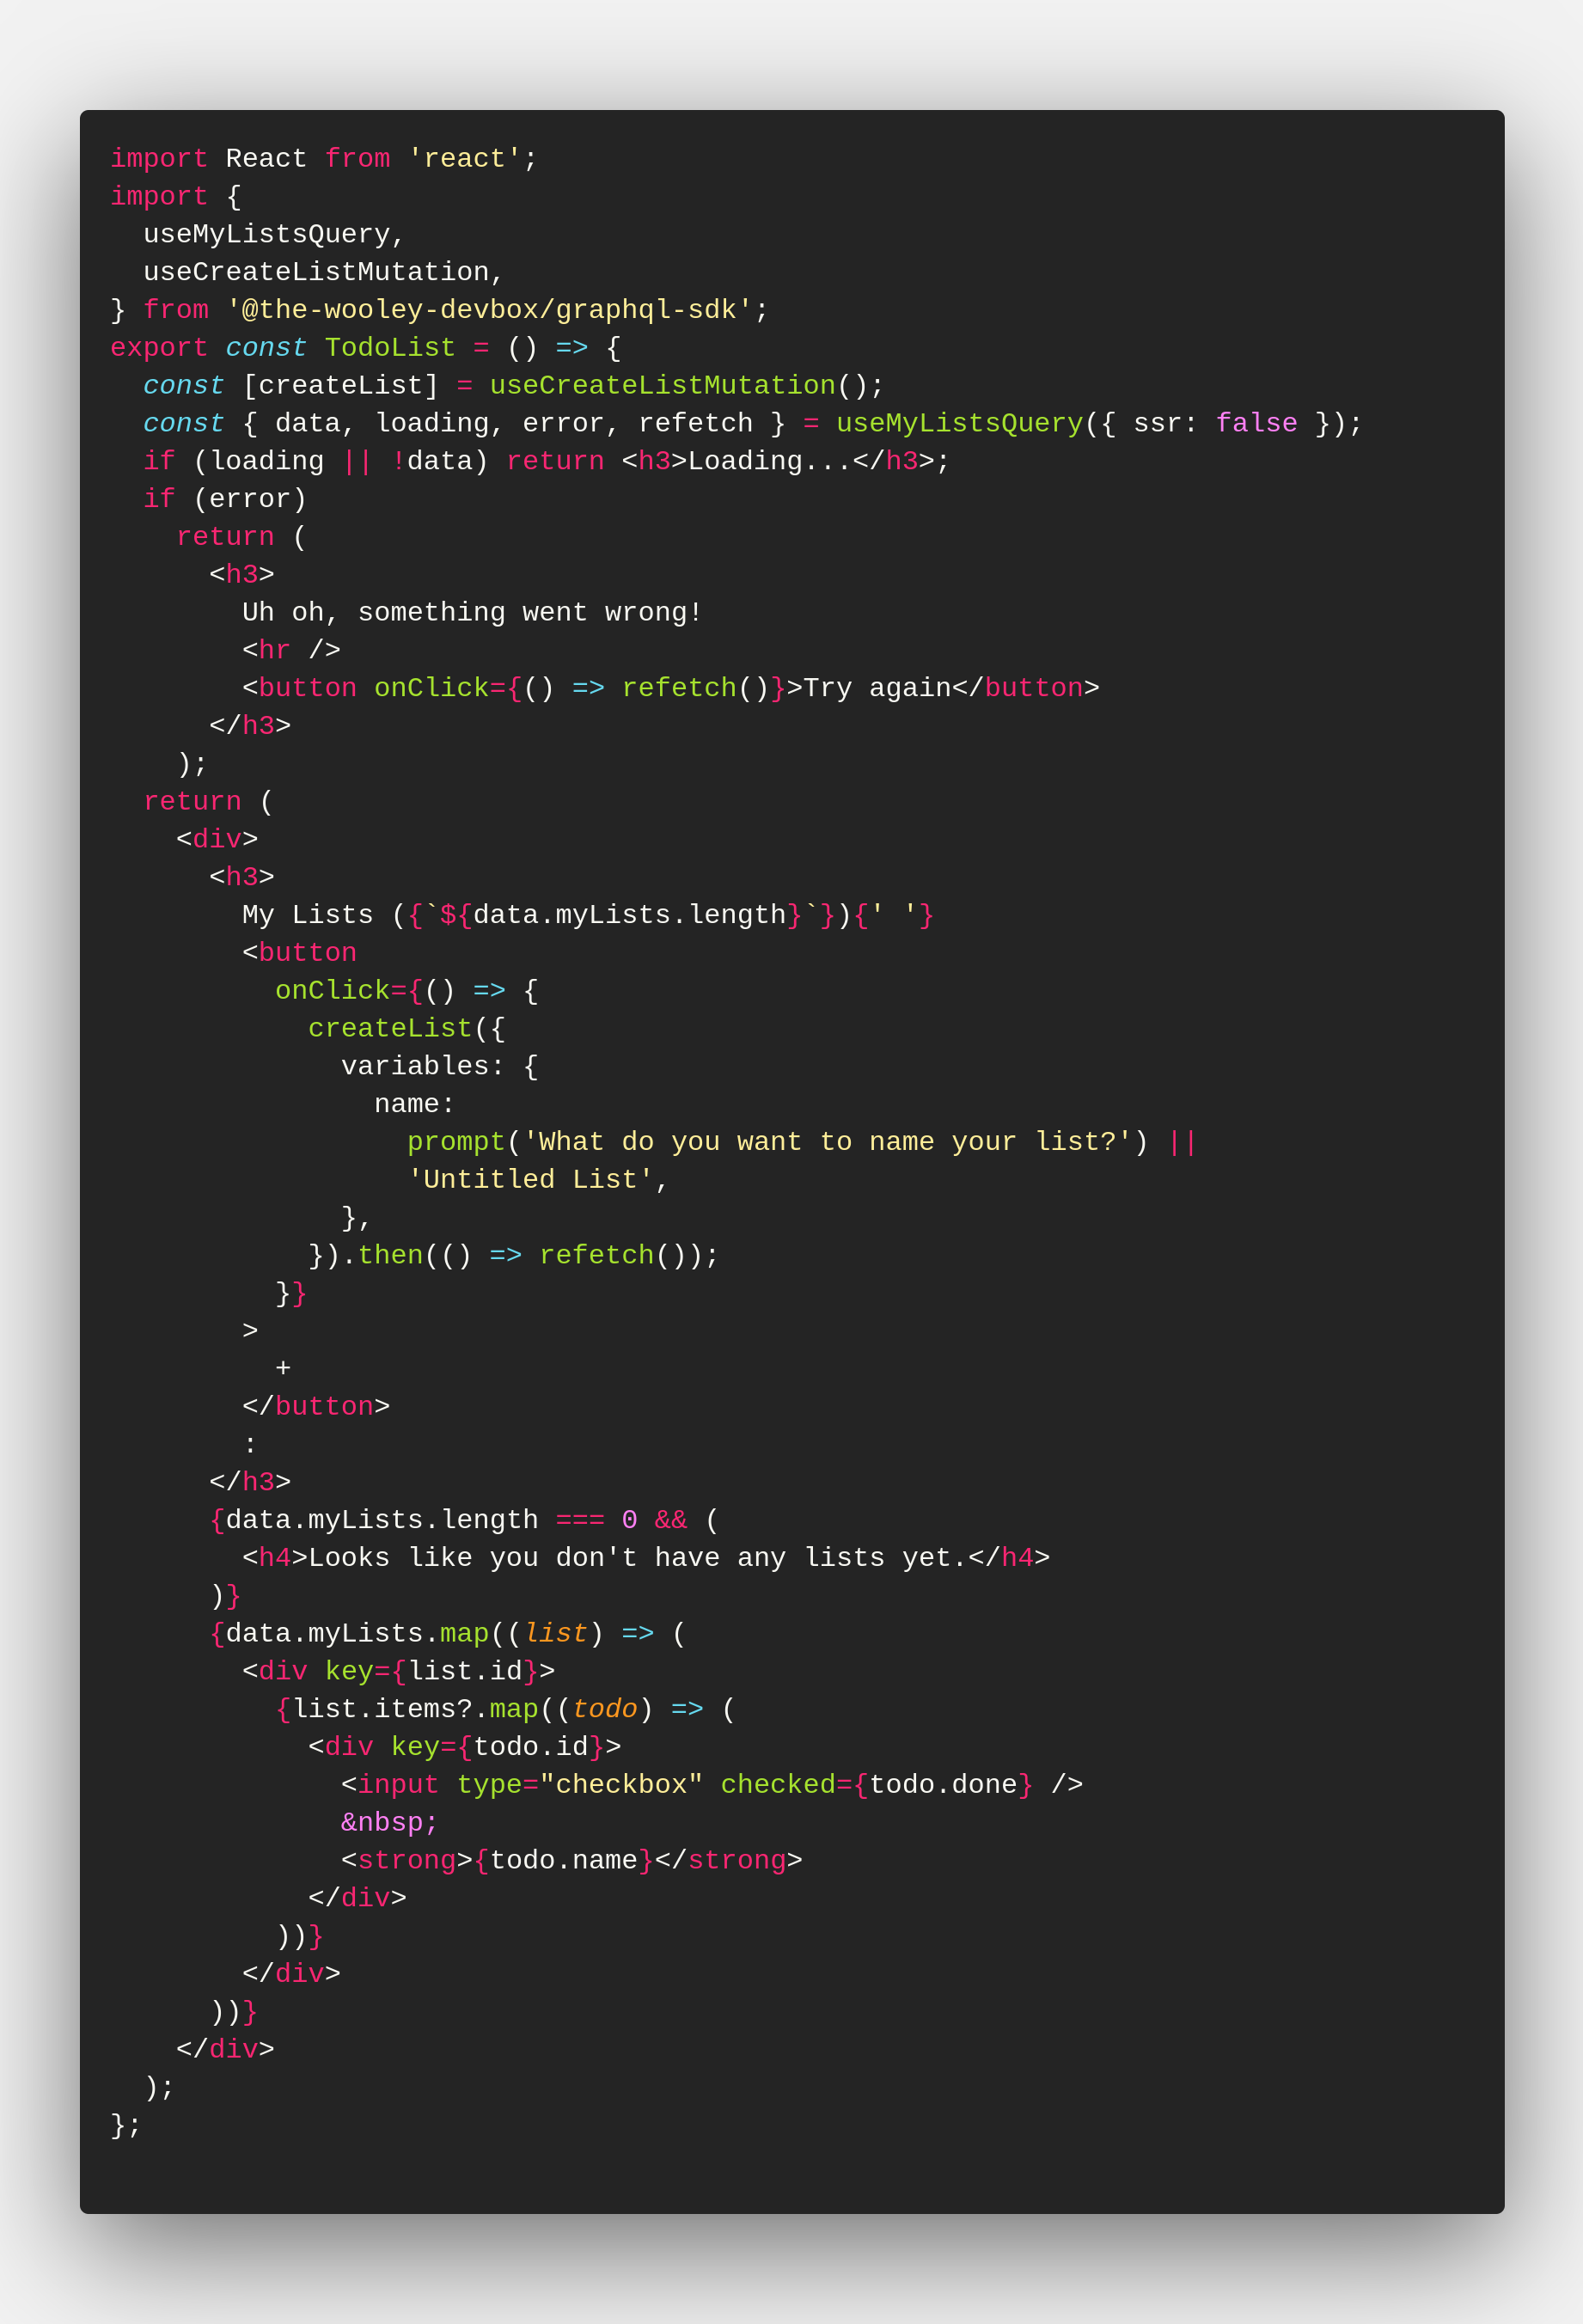 import React from 'react';
import {
  useMyListsQuery,
  useCreateListMutation,
} from '@the-wooley-devbox/graphql-sdk';
export const TodoList = () => {
  const [createList] = useCreateListMutation();
  const { data, loading, error, refetch } = useMyListsQuery({ ssr: false });
  if (loading || !data) return <h3>Loading...</h3>;
  if (error)
    return (
      <h3>
        Uh oh, something went wrong!
        <hr />
        <button onClick={() => refetch()}>Try again</button>
      </h3>
    );
  return (
    <div>
      <h3>
        My Lists ({`${data.myLists.length}`}){' '}
        <button
          onClick={() => {
            createList({
              variables: {
                name:
                  prompt('What do you want to name your list?') ||
                  'Untitled List',
              },
            }).then(() => refetch());
          }}
        >
          +
        </button>
        :
      </h3>
      {data.myLists.length === 0 && (
        <h4>Looks like you don't have any lists yet.</h4>
      )}
      {data.myLists.map((list) => (
        <div key={list.id}>
          {list.items?.map((todo) => (
            <div key={todo.id}>
              <input type="checkbox" checked={todo.done} />
              &nbsp;
              <strong>{todo.name}</strong>
            </div>
          ))}
        </div>
      ))}
    </div>
  );
};